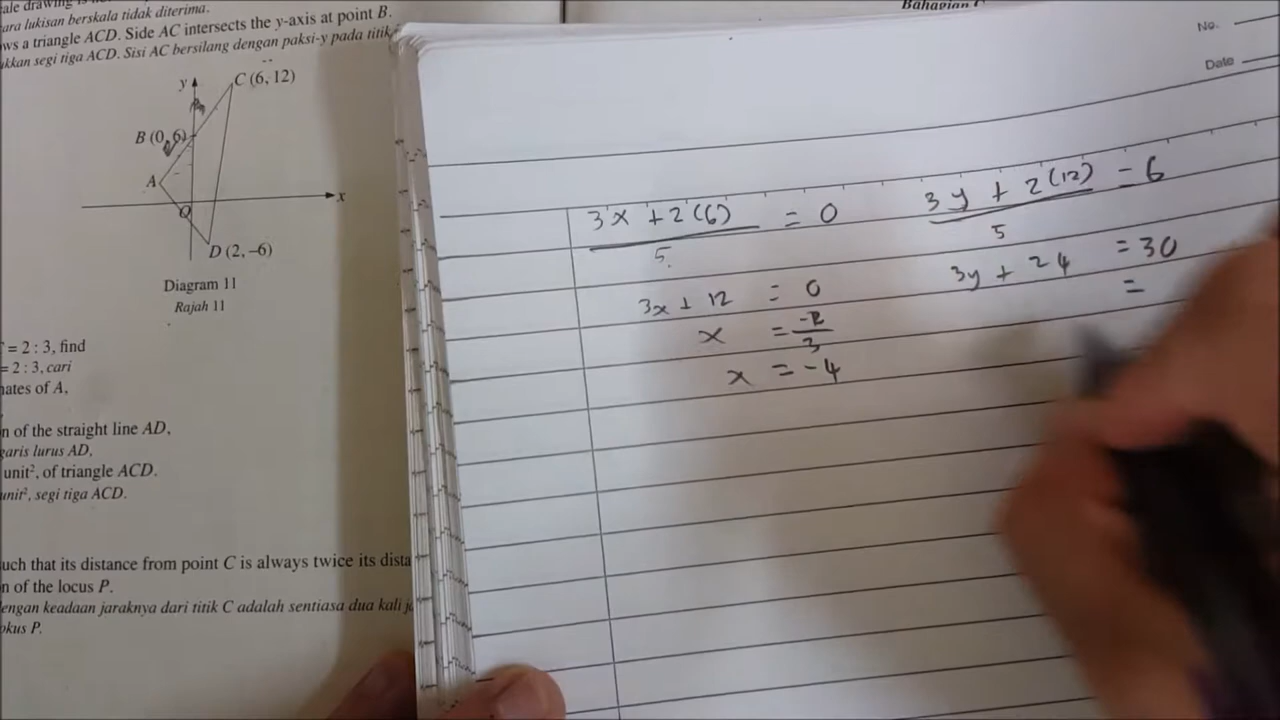 ale drawing is
ara lukisan berskala tidak diterima.
ws a triangle ACD. Side AC intersects the y-axis at point B.
kkan segi tiga ACD. Sisi AC bersilang dengan paksi-y pada titik
y
C (6, 12)
B (0, 6)
A
x
O
D (2, –6)
Diagram 11
Rajah 11
= 2 : 3, find
= 2 : 3, cari
nates of A,
n of the straight line AD,
garis lurus AD,
unit², of triangle ACD.
unit², segi tiga ACD.
uch that its distance from point C is always twice its dista
n of the locus P.
engan keadaan jaraknya dari titik C adalah sentiasa dua kali ja
okus P.
Bahagian C
No.
Date
3x + 2(6) / 5 = 0
3x + 12 = 0
x = -12/3
x = -4
3y + 2(12) / 5 = 6
3y + 24 = 30
=